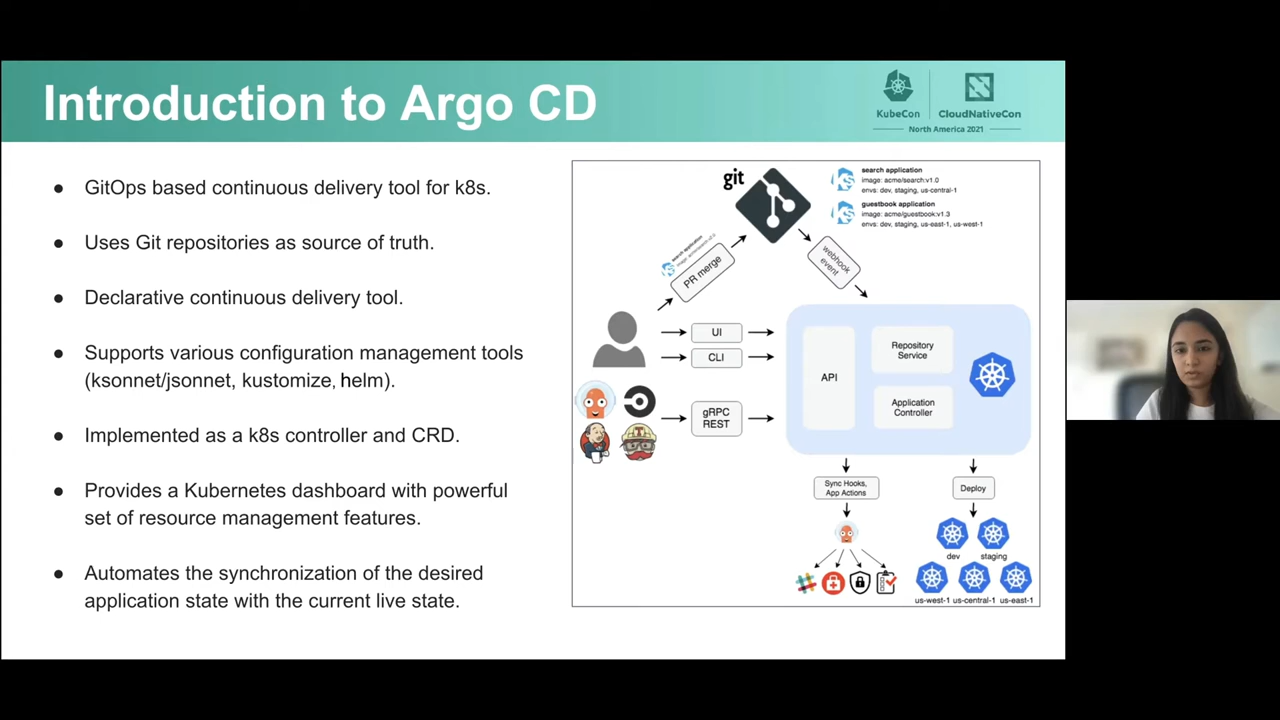 Introduction to Argo CD
KubeCon
CloudNativeCon
North America 2021
● GitOps based continuous delivery tool for k8s.
● Uses Git repositories as source of truth.
● Declarative continuous delivery tool.
● Supports various configuration management tools
(ksonnet/jsonnet, kustomize, helm).
● Implemented as a k8s controller and CRD.
● Provides a Kubernetes dashboard with powerful
set of resource management features.
● Automates the synchronization of the desired
application state with the current live state.
git
KS
search application
image: acme/search:v1.0
envs: dev, staging, us-central-1
KS
guestbook application
image: acme/guestbook:v1.3
envs: dev, staging, us-east-1, us-west-1
search application
PR merge
webhook
event
UI
CLI
gRPC
REST
API
Repository
Service
Application
Controller
Sync Hooks,
App Actions
Deploy
dev
staging
us-west-1
us-central-1
us-east-1